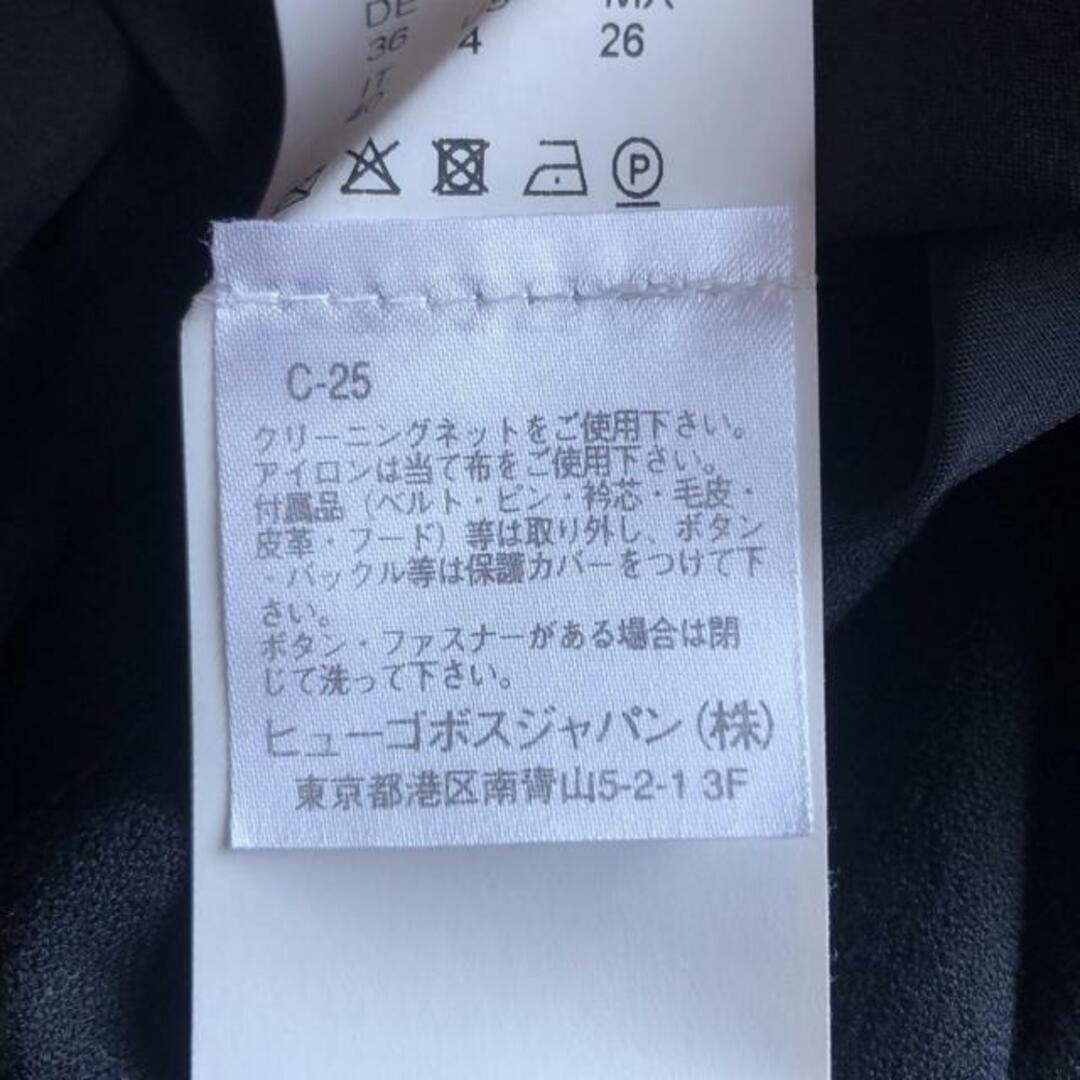 DE
36
4
26
IT
40
P
C-25
クリーニングネットをご使用下さい。
アイロンは当て布をご使用下さい。
付属品（ベルト・ピン・衿芯・毛皮・
皮革・フード）等は取り外し、ボタン
・バックル等は保護カバーをつけて下
さい。
ボタン・ファスナーがある場合は閉
じて洗って下さい。
ヒューゴボスジャパン(株)
東京都港区南青山5-2-1 3F